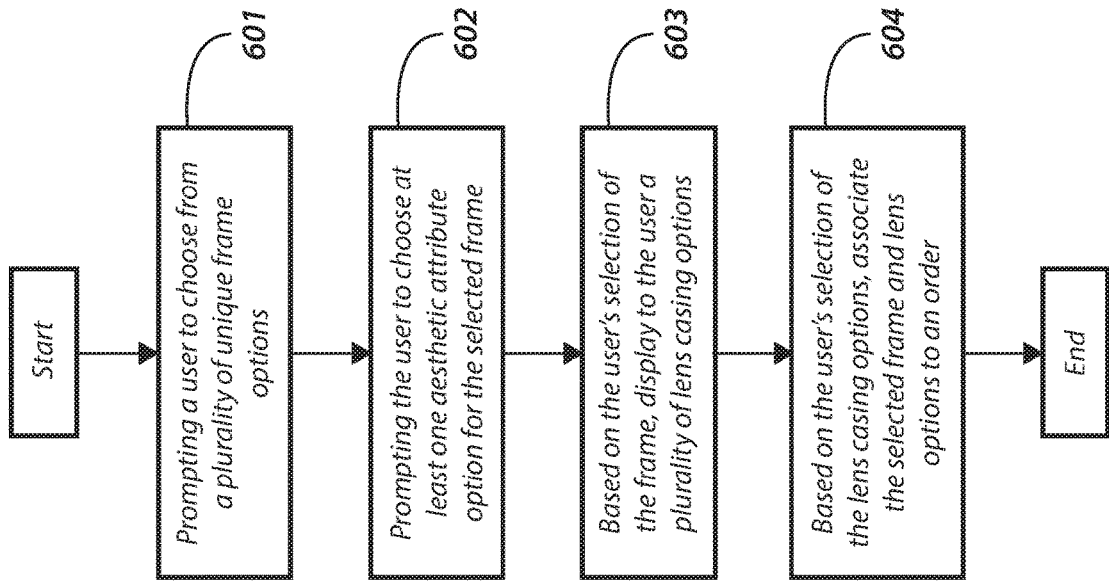 Start
Prompting a user to choose from
a plurality of unique frame
options
601
Prompting the user to choose at
least one aesthetic attribute
option for the selected frame
602
Based on the user's selection of
the frame, display to the user a
plurality of lens casing options
603
Based on the user's selection of
the lens casing options, associate
the selected frame and lens
options to an order
604
End